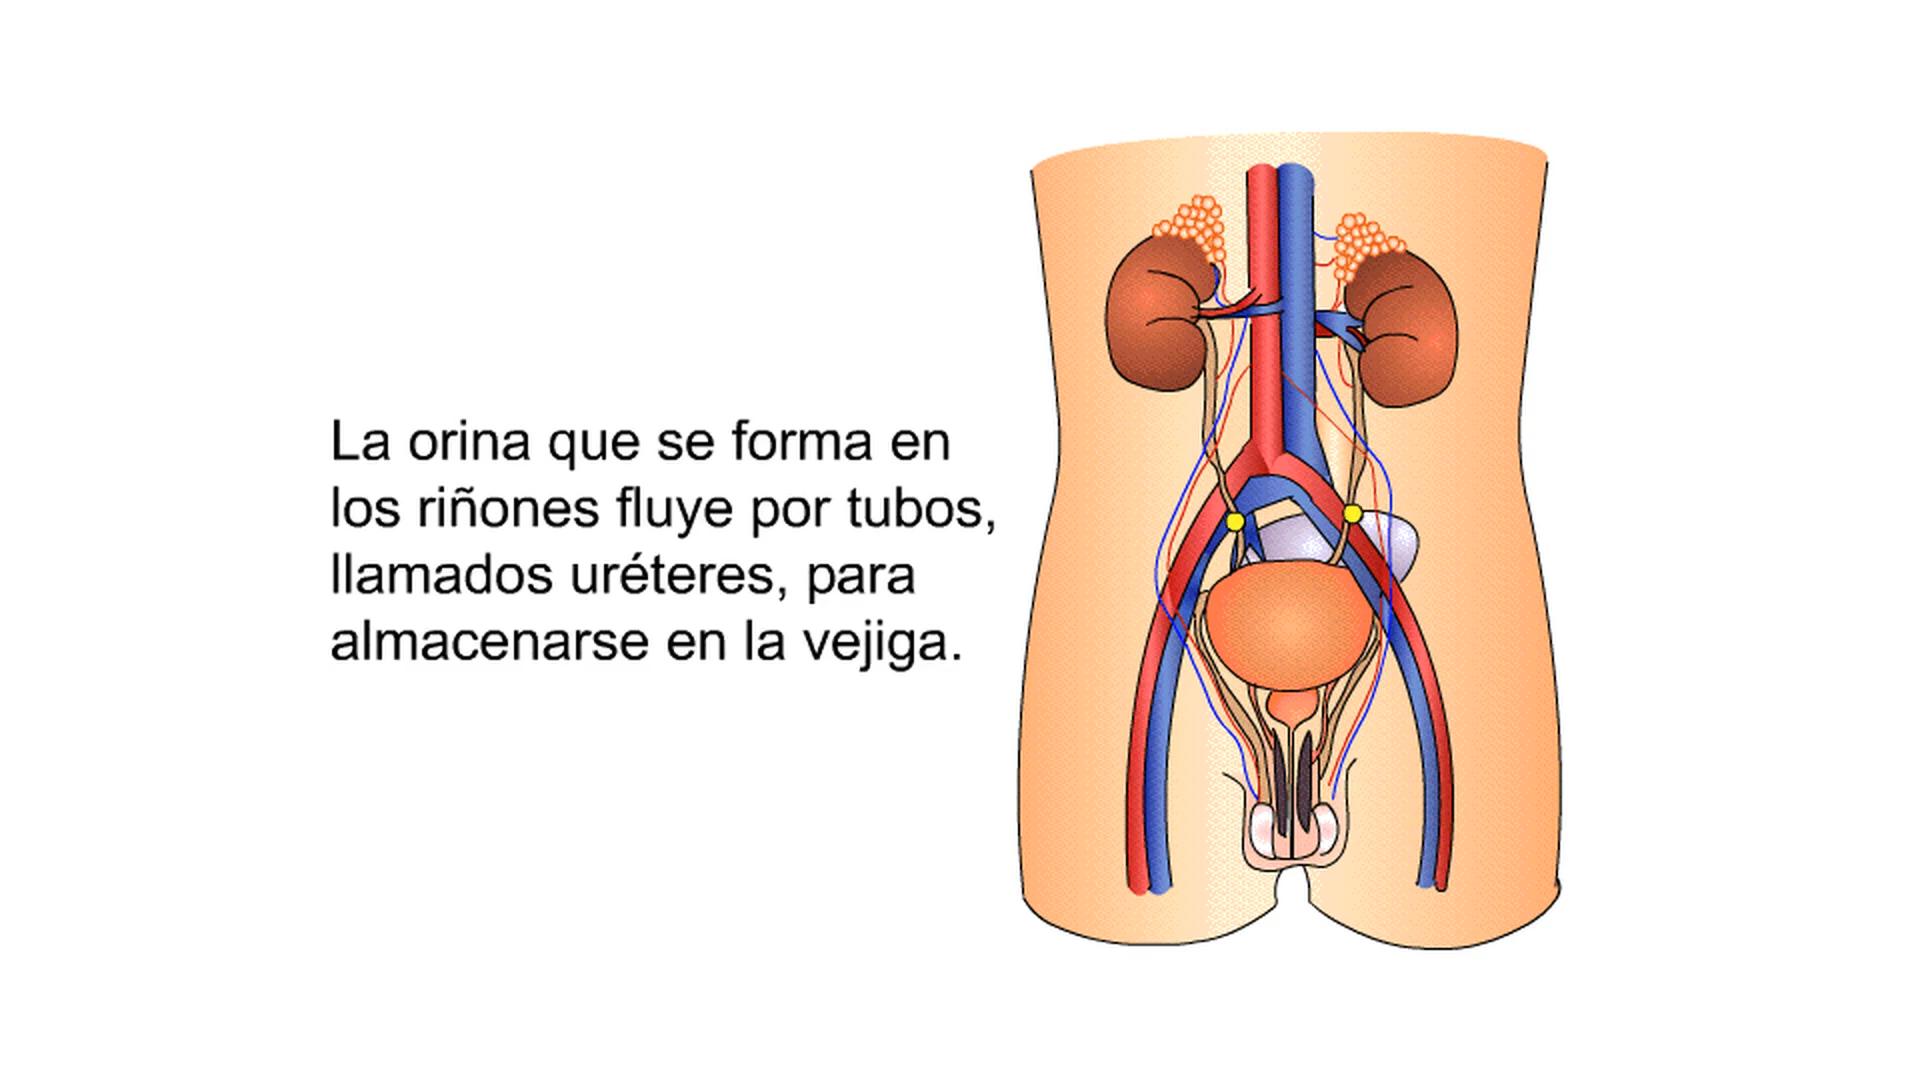 La orina que se forma en
los riñones fluye por tubos,
llamados uréteres, para
almacenarse en la vejiga.